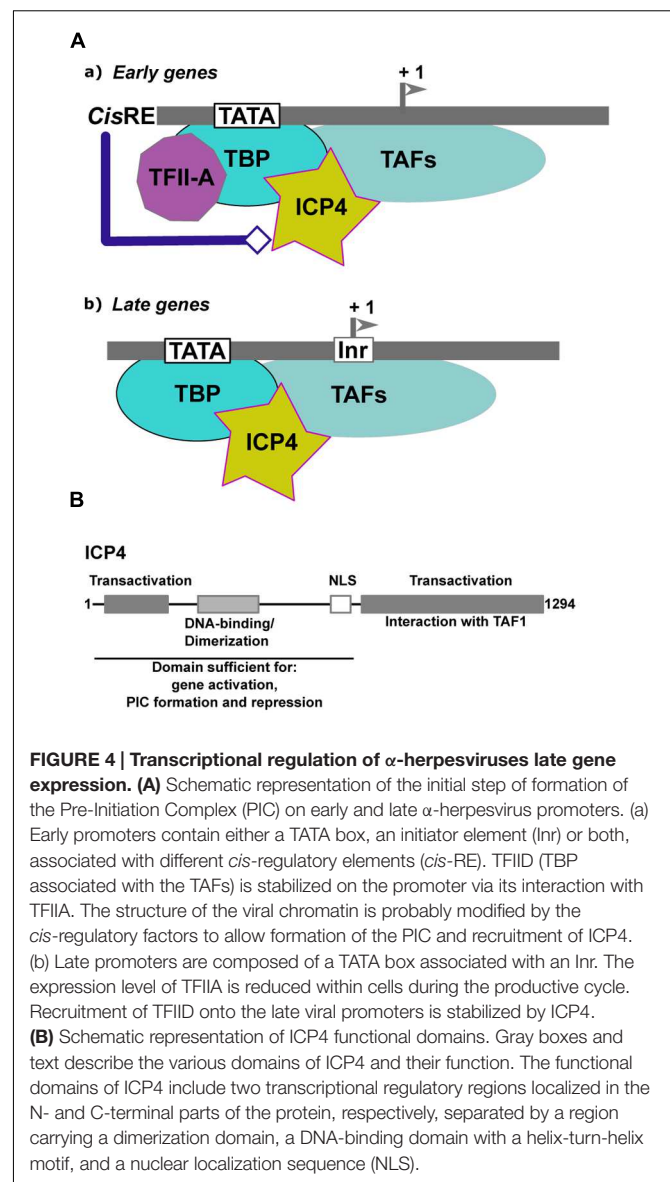 A
a) Early genes
+ 1
CisRE
TATA
TBP
TAFs
TFII-A
ICP4
b) Late genes
+ 1
TATA
Inr
TBP
TAFs
ICP4
B
ICP4
Transactivation
NLS
Transactivation
1
1294
DNA-binding/
Dimerization
Interaction with TAF1
Domain sufficient for:
gene activation,
PIC formation and repression
FIGURE 4 | Transcriptional regulation of α-herpesviruses late gene
expression. (A) Schematic representation of the initial step of formation of
the Pre-Initiation Complex (PIC) on early and late α-herpesvirus promoters. (a)
Early promoters contain either a TATA box, an initiator element (Inr) or both,
associated with different cis-regulatory elements (cis-RE). TFIID (TBP
associated with the TAFs) is stabilized on the promoter via its interaction with
TFIIA. The structure of the viral chromatin is probably modified by the
cis-regulatory factors to allow formation of the PIC and recruitment of ICP4.
(b) Late promoters are composed of a TATA box associated with an Inr. The
expression level of TFIIA is reduced within cells during the productive cycle.
Recruitment of TFIID onto the late viral promoters is stabilized by ICP4.
(B) Schematic representation of ICP4 functional domains. Gray boxes and
text describe the various domains of ICP4 and their function. The functional
domains of ICP4 include two transcriptional regulatory regions localized in the
N- and C-terminal parts of the protein, respectively, separated by a region
carrying a dimerization domain, a DNA-binding domain with a helix-turn-helix
motif, and a nuclear localization sequence (NLS).